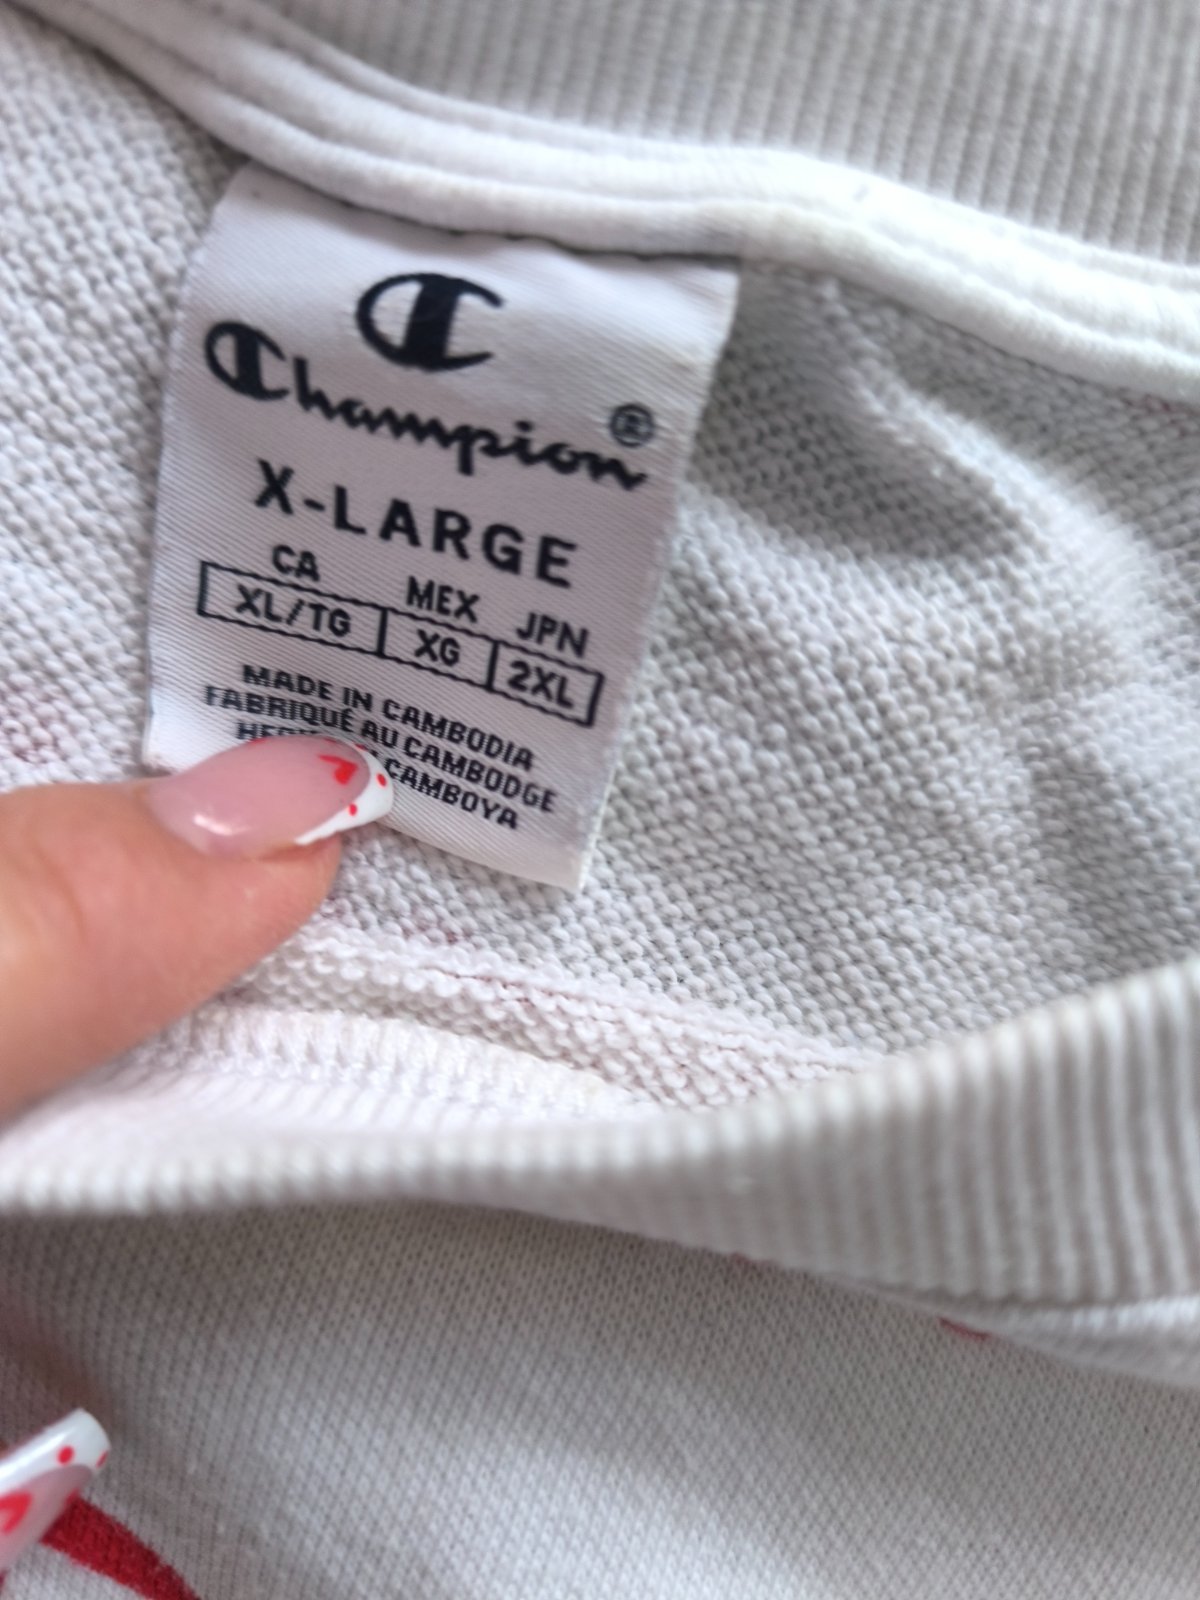 Champion®
X-LARGE
CA MEX JPN
XL/TG XG 2XL
MADE IN CAMBODIA
FABRIQUÉ AU CAMBODGE
CAMBOYA